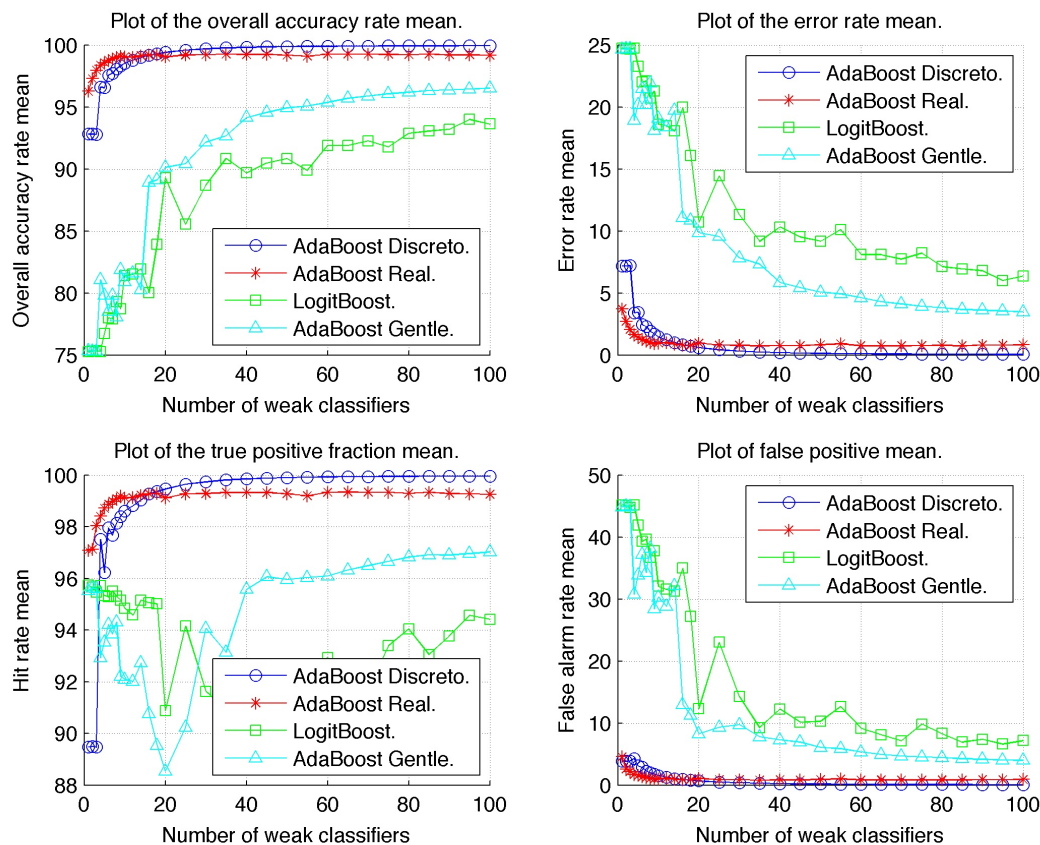 Plot of the overall accuracy rate mean.
100
95
90
85
80
75
Overall accuracy rate mean
AdaBoost Discreto.
AdaBoost Real.
LogitBoost.
AdaBoost Gentle.
0 20 40 60 80 100
Number of weak classifiers
Plot of the error rate mean.
25
20
15
10
5
0
Error rate mean
AdaBoost Discreto.
AdaBoost Real.
LogitBoost.
AdaBoost Gentle.
0 20 40 60 80 100
Number of weak classifiers
Plot of the true positive fraction mean.
100
98
96
94
92
90
88
Hit rate mean
AdaBoost Discreto.
AdaBoost Real.
LogitBoost.
AdaBoost Gentle.
0 20 40 60 80 100
Number of weak classifiers
Plot of false positive mean.
50
40
30
20
10
0
False alarm rate mean
AdaBoost Discreto.
AdaBoost Real.
LogitBoost.
AdaBoost Gentle.
0 20 40 60 80 100
Number of weak classifiers